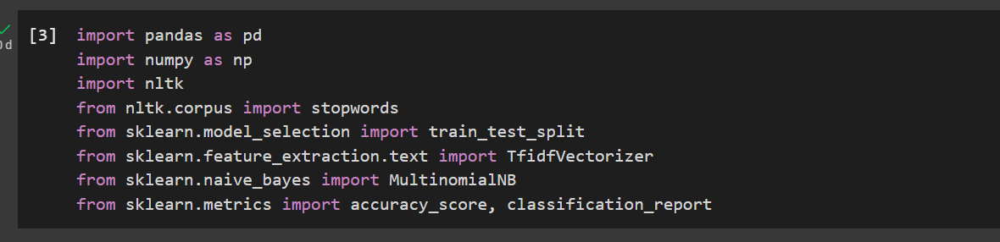 [3] import pandas as pd
import numpy as np
import nltk
from nltk.corpus import stopwords
from sklearn.model_selection import train_test_split
from sklearn.feature_extraction.text import TfidfVectorizer
from sklearn.naive_bayes import MultinomialNB
from sklearn.metrics import accuracy_score, classification_report